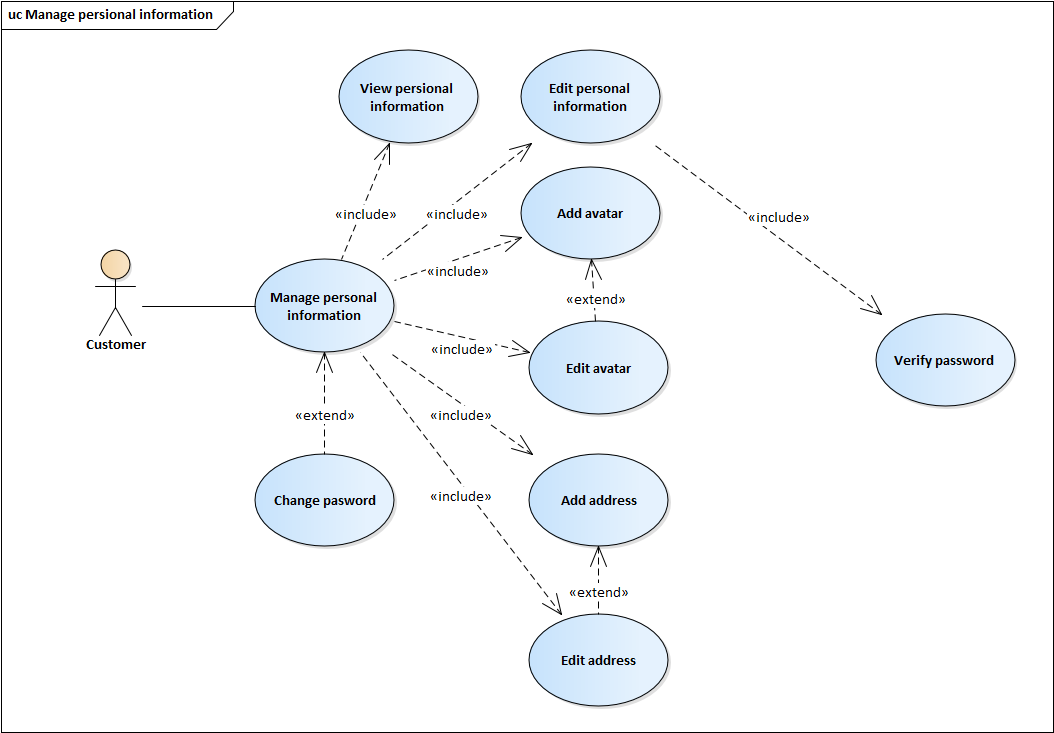 uc Manage persional information
View persional
information
Edit personal
information
«include»
«include»
Add avatar
«include»
«include»
Manage personal
information
«extend»
Customer
«include»
Edit avatar
Verify password
«extend»
«include»
Change pasword
«include»
Add address
«extend»
Edit address